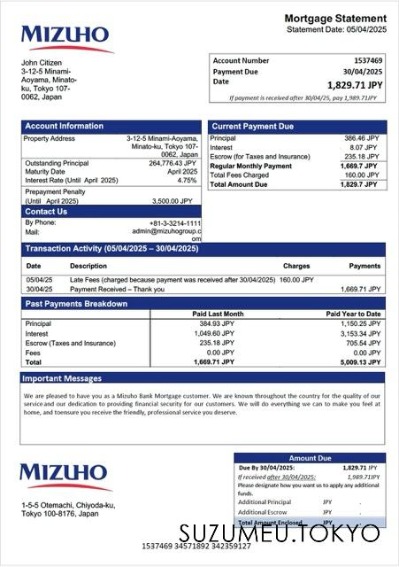 MIZUHO
Mortgage Statement
Statement Date: 05/04/2025
John Citizen
3-12-5 Minami-
Aoyama, Minato-
ku, Tokyo 107-
0062, Japan
Account Number 1537469
Payment Due 30/04/2025
Date 1,829.71 JPY
If payment is received after 30/04/25, pay 1,989.71JPY
Account Information
Property Address 3-12-5 Minami-Aoyama,
Minato-ku, Tokyo 107-
0062, Japan
Outstanding Principal 264,776.43 JPY
Maturity Date April 2025
Interest Rate (Until April 2025) 4.75%
Prepayment Penalty
(Until April 2025) 3,500.00 JPY
Contact Us
By Phone: +81-3-3214-1111
Mail: admin@mizuhogroup.c
om
Current Payment Due
Principal 386.46 JPY
Interest 8.07 JPY
Escrow (for Taxes and Insurance) 235.18 JPY
Regular Monthly Payment 1,669.7 JPY
Total Fees Charged 160.00 JPY
Total Amount Due 1,829.7 JPY
Transaction Activity (05/04/2025 – 30/04/2025)
Date Description Charges Payments
05/04/25 Late Fees (charged because payment was received after 30/04/2025) 160.00 JPY
30/04/25 Payment Received – Thank you 1,669.71 JPY
Past Payments Breakdown
Paid Last Month Paid Year to Date
Principal 384.93 JPY 1,150.25 JPY
Interest 1,049.60 JPY 3,153.34 JPY
Escrow (Taxes and Insurance) 235.18 JPY 705.54 JPY
Fees 0.00 JPY 0.00 JPY
Total 1,669.71 JPY 5,009.13 JPY
Important Messages
We are pleased to have you as a Mizuho Bank Mortgage customer. We are known throughout the country for the quality of our
service and our dedication to providing financial security for our customers. We will do everything we can to make you feel at
home, and toensure you receive the friendly, professional service you deserve.
MIZUHO
1-5-5 Otemachi, Chiyoda-ku,
Tokyo 100-8176, Japan
Amount Due
Due By 30/04/2025: 1,829.71 JPY
If received after 30/04/2025: 1,989.71JPY
Please designate how you want us to apply any additional
funds.
Additional Principal JPY .
Additional Escrow JPY .
Total Amount Enclosed JPY .
SUZUMEU.TOKYO
1537469 34571892 342359127